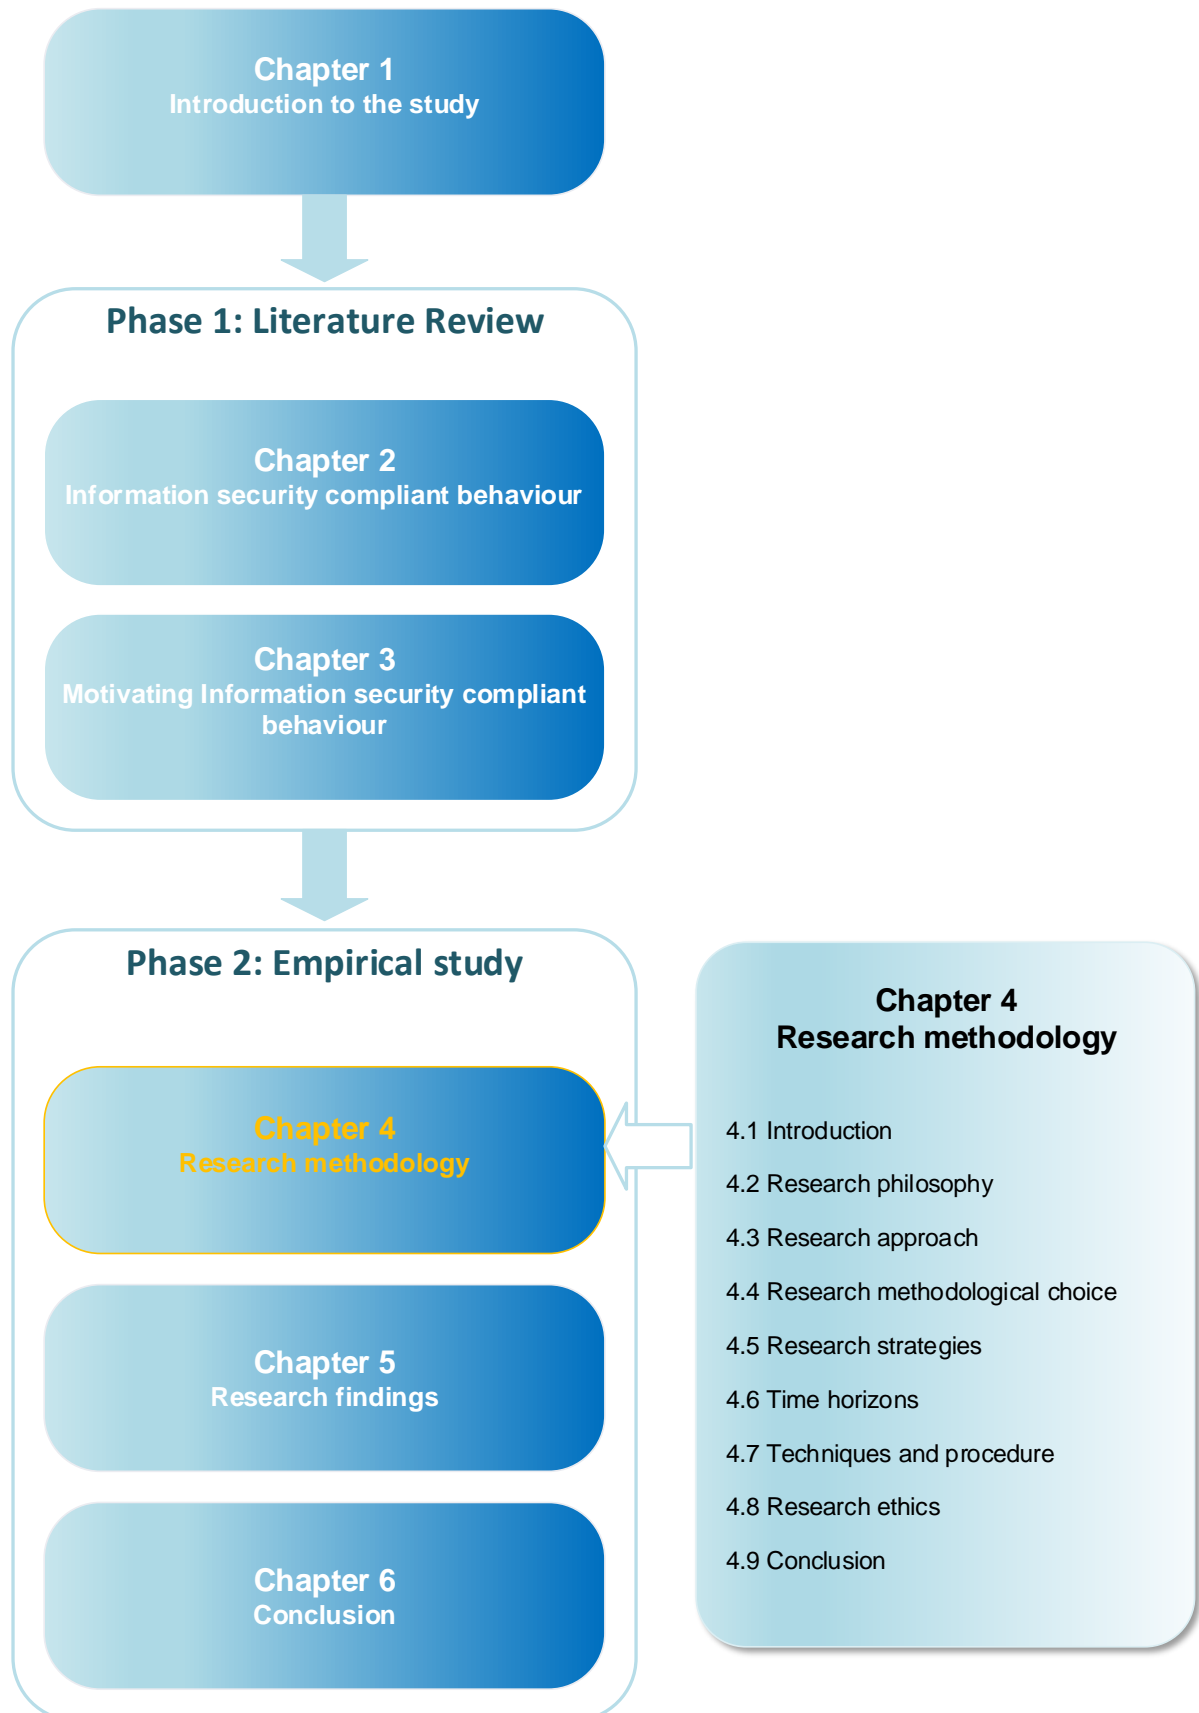 Chapter 1
Introduction to the study
Phase 1: Literature Review
Chapter 2
Information security compliant behaviour
Chapter 3
Motivating Information security compliant
behaviour
Phase 2: Empirical study
Chapter 4
Research methodology
Chapter 5
Research findings
Chapter 6
Conclusion
Chapter 4
Research methodology
4.1 Introduction
4.2 Research philosophy
4.3 Research approach
4.4 Research methodological choice
4.5 Research strategies
4.6 Time horizons
4.7 Techniques and procedure
4.8 Research ethics
4.9 Conclusion